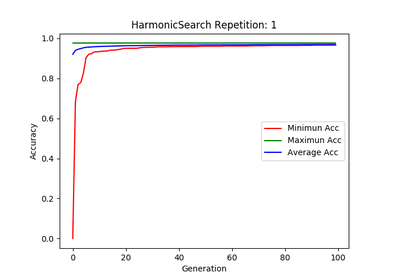 HarmonicSearch Repetition: 1
1.0
0.8
0.6
0.4
0.2
0.0
Accuracy
Minimun Acc
Maximun Acc
Average Acc
0 20 40 60 80 100
Generation